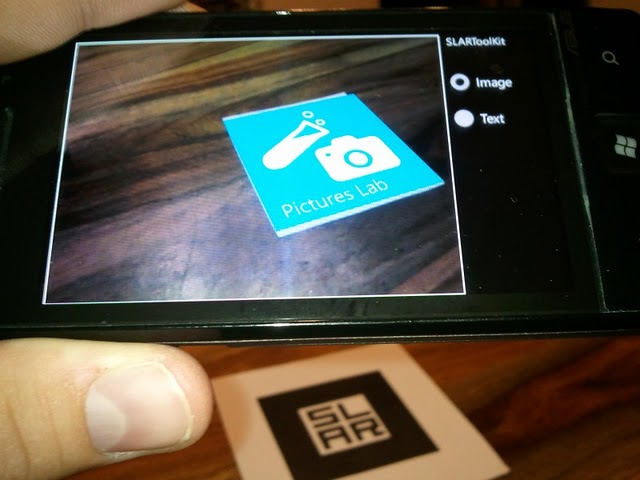 SLARToolKit
Image
Text
Pictures Lab
SL
AR